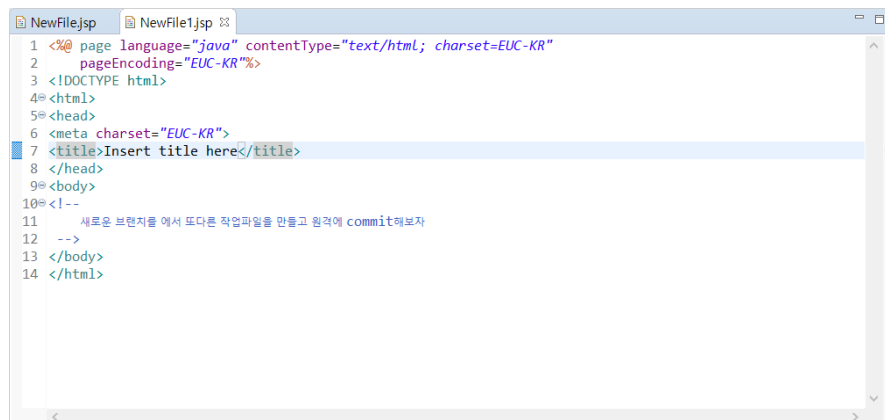 NewFile.jsp NewFile1.jsp
1 <%@ page language="java" contentType="text/html; charset=EUC-KR"
2     pageEncoding="EUC-KR"%>
3 <!DOCTYPE html>
4 <html>
5 <head>
6 <meta charset="EUC-KR">
7 <title>Insert title here</title>
8 </head>
9 <body>
10 <!--
11     새로운 브랜치를 에서 또다른 작업파일을 만들고 원격에 commit해보자
12  -->
13 </body>
14 </html>